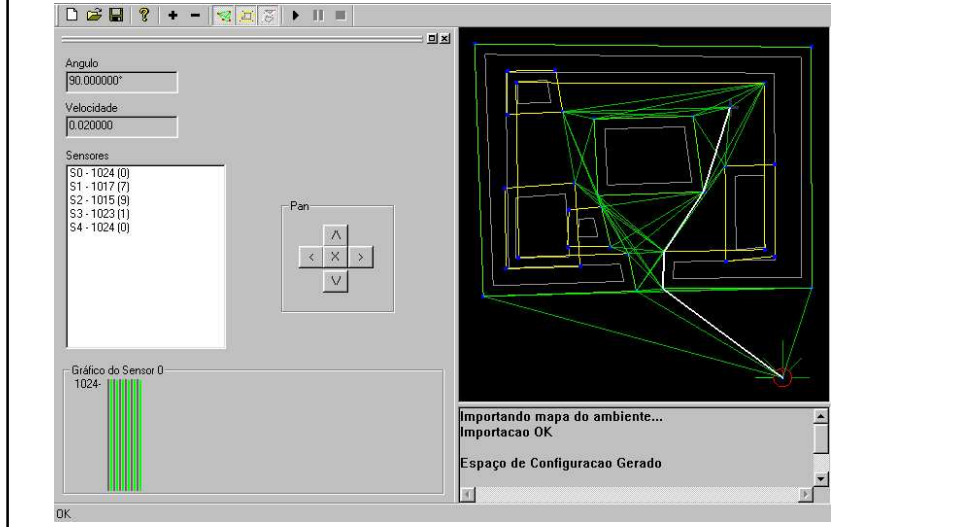 Angulo
90.000000°
Velocidade
0.020000
Sensores
S0 - 1024 (0)
S1 - 1017 (7)
S2 - 1015 (9)
S3 - 1023 (1)
S4 - 1024 (0)
Pan
Λ
< X >
V
Gráfico do Sensor 0
1024-
Importando mapa do ambiente...
Importacao OK
Espaço de Configuracao Gerado
OK